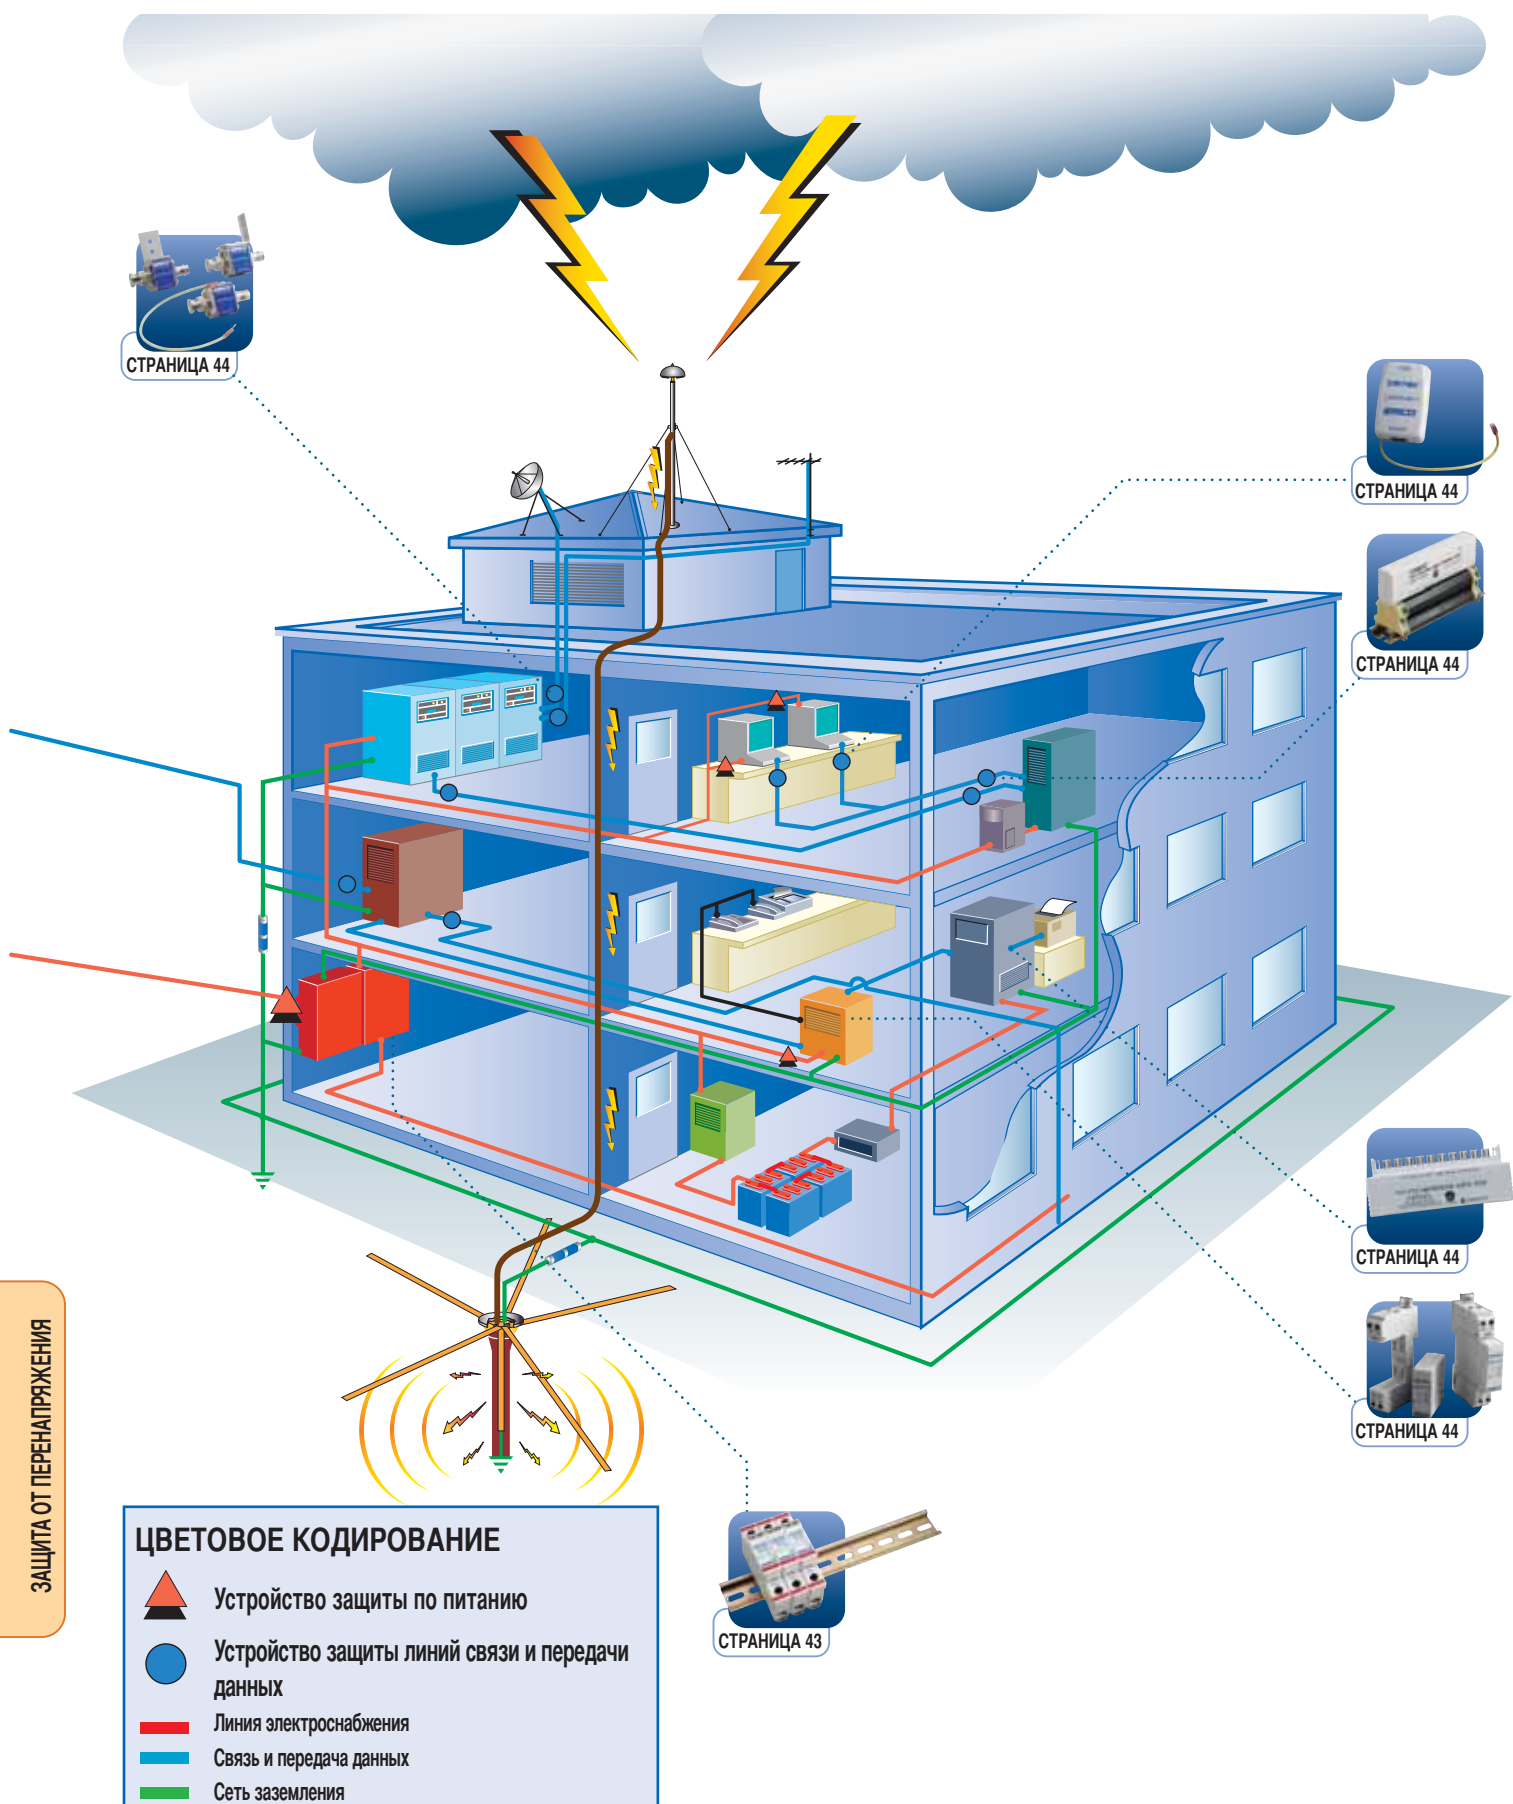 СТРАНИЦА 44
СТРАНИЦА 44
СТРАНИЦА 44
СТРАНИЦА 44
СТРАНИЦА 44
СТРАНИЦА 43
ЗАЩИТА ОТ ПЕРЕНАПРЯЖЕНИЯ
ЦВЕТОВОЕ КОДИРОВАНИЕ
Устройство защиты по питанию
Устройство защиты линий связи и передачи
данных
Линия электроснабжения
Связь и передача данных
Сеть заземления